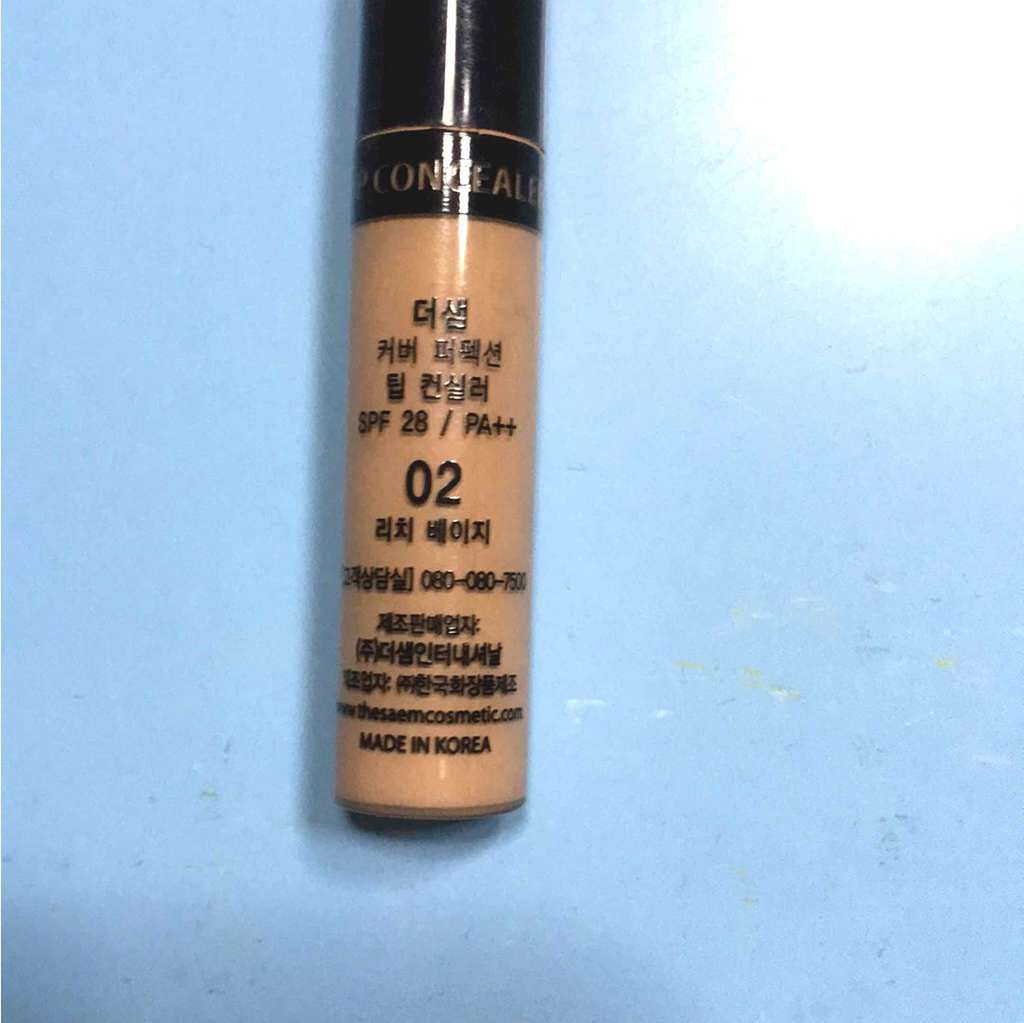 P CONCEALE
더샘
커버 퍼펙션
팁 컨실러
SPF 28 / PA++
02
리치 베이지
고객상담실] 080-080-7500
제조판매업자:
(주)더샘인터내셔날
제조업자: ㈜한국화장품제조
www.thesaemcosmetic.com
MADE IN KOREA